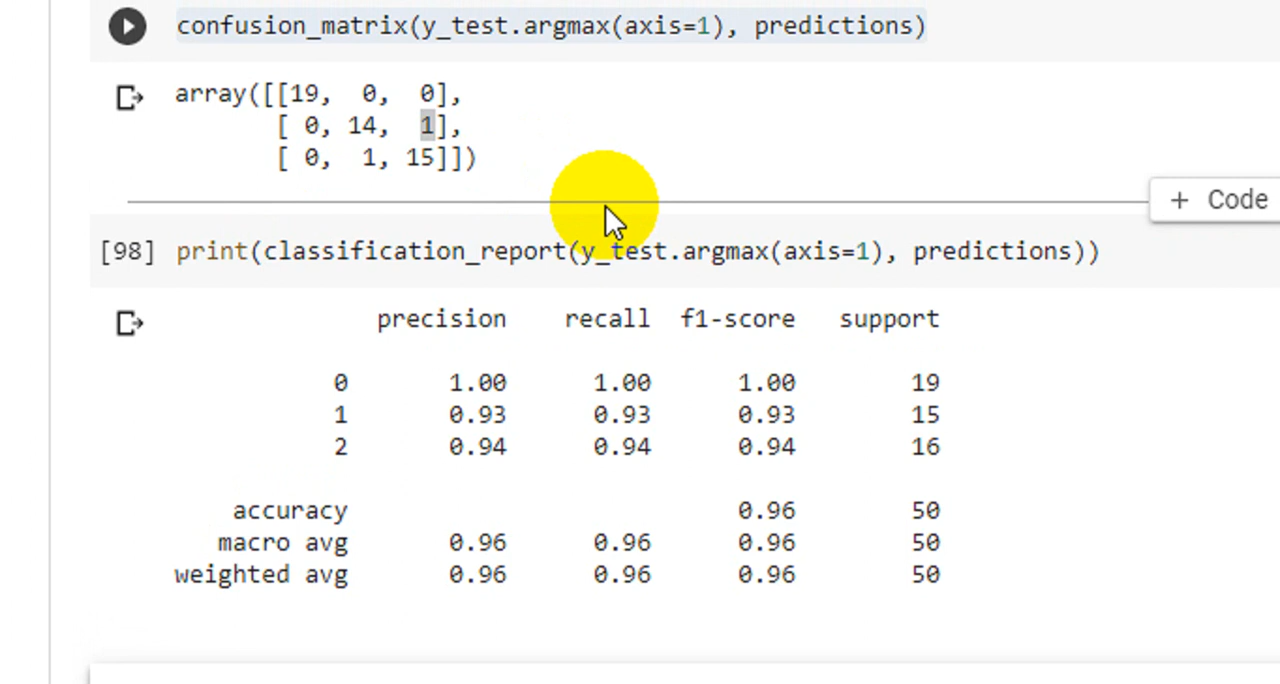 confusion_matrix(y_test.argmax(axis=1), predictions)
array([[19, 0, 0],
[ 0, 14, 1],
[ 0, 1, 15]])
+ Code
[98] print(classification_report(y_test.argmax(axis=1), predictions))
precision recall f1-score support
0 1.00 1.00 1.00 19
1 0.93 0.93 0.93 15
2 0.94 0.94 0.94 16
accuracy 0.96 50
macro avg 0.96 0.96 0.96 50
weighted avg 0.96 0.96 0.96 50